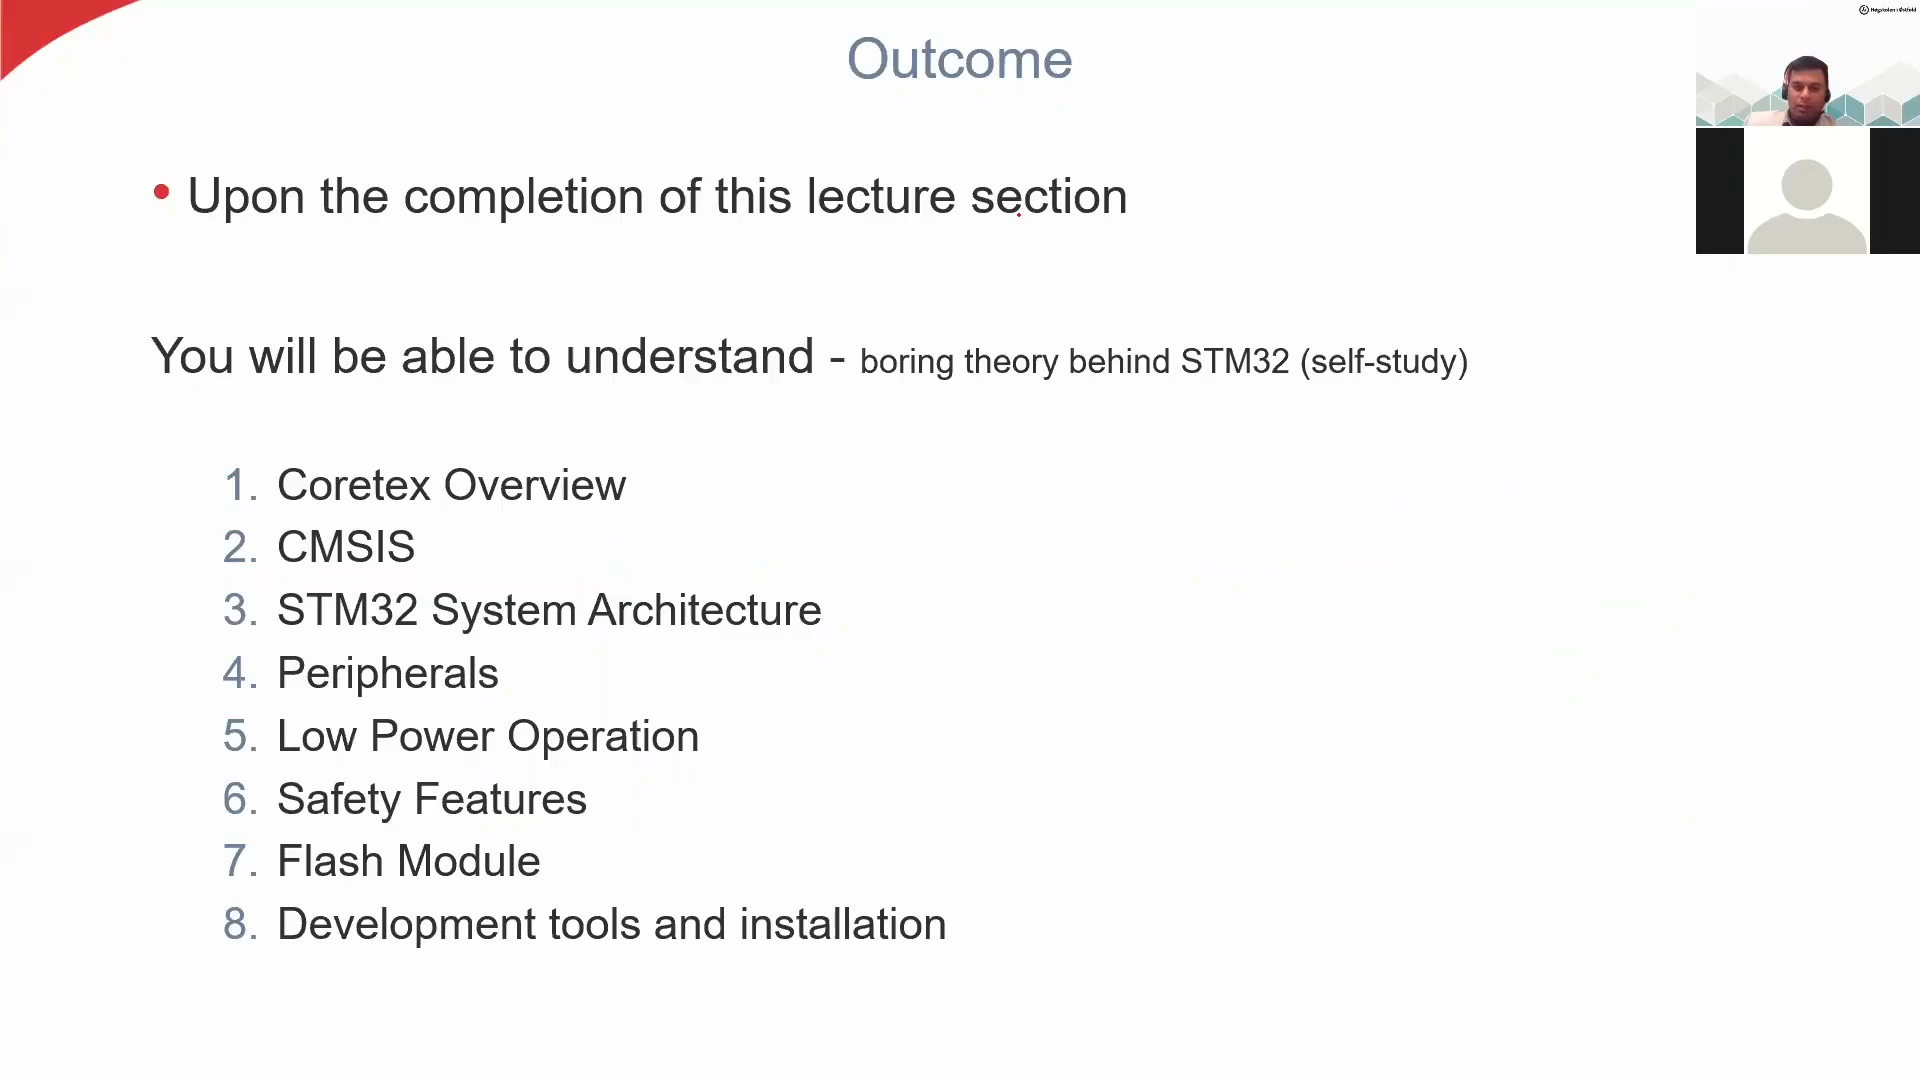 Høgskolen i Østfold
Outcome
• Upon the completion of this lecture section
You will be able to understand - boring theory behind STM32 (self-study)
1. Coretex Overview
2. CMSIS
3. STM32 System Architecture
4. Peripherals
5. Low Power Operation
6. Safety Features
7. Flash Module
8. Development tools and installation